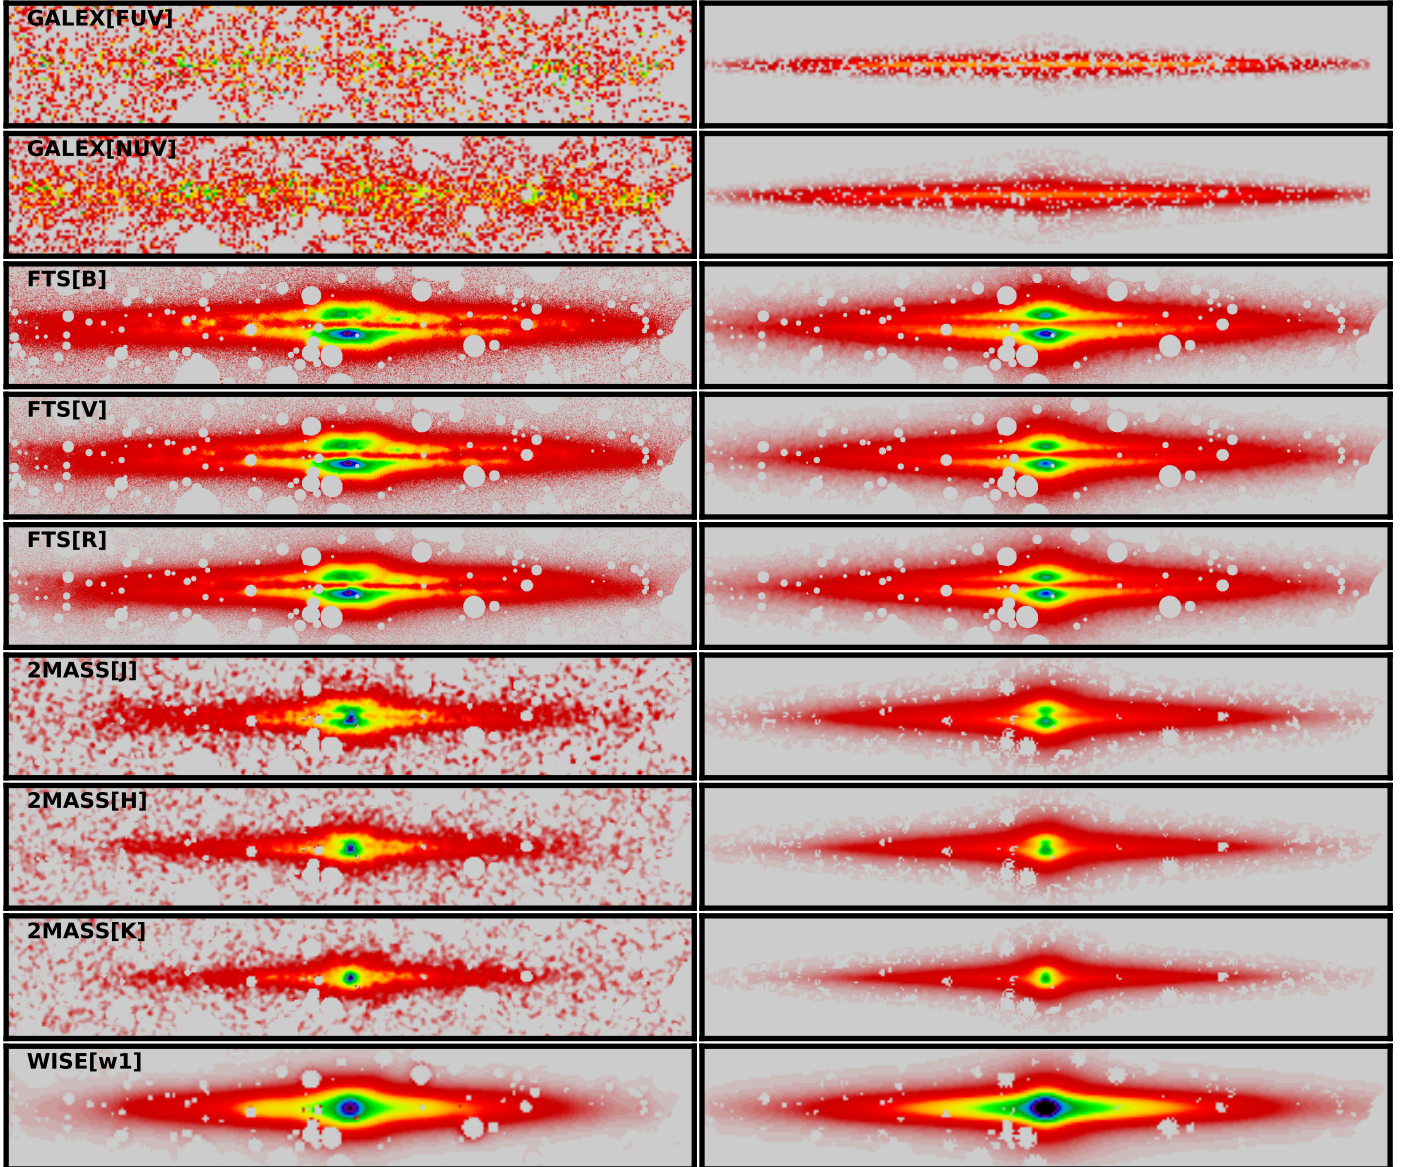 GALEX[FUV]
GALEX[NUV]
FTS[B]
FTS[V]
FTS[R]
2MASS[J]
2MASS[H]
2MASS[K]
WISE[w1]